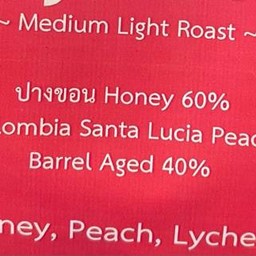 ~ Medium Light Roast ~
ปางขอน Honey 60%
lombia Santa Lucia Peac
Barrel Aged 40%
ney, Peach, Lyche